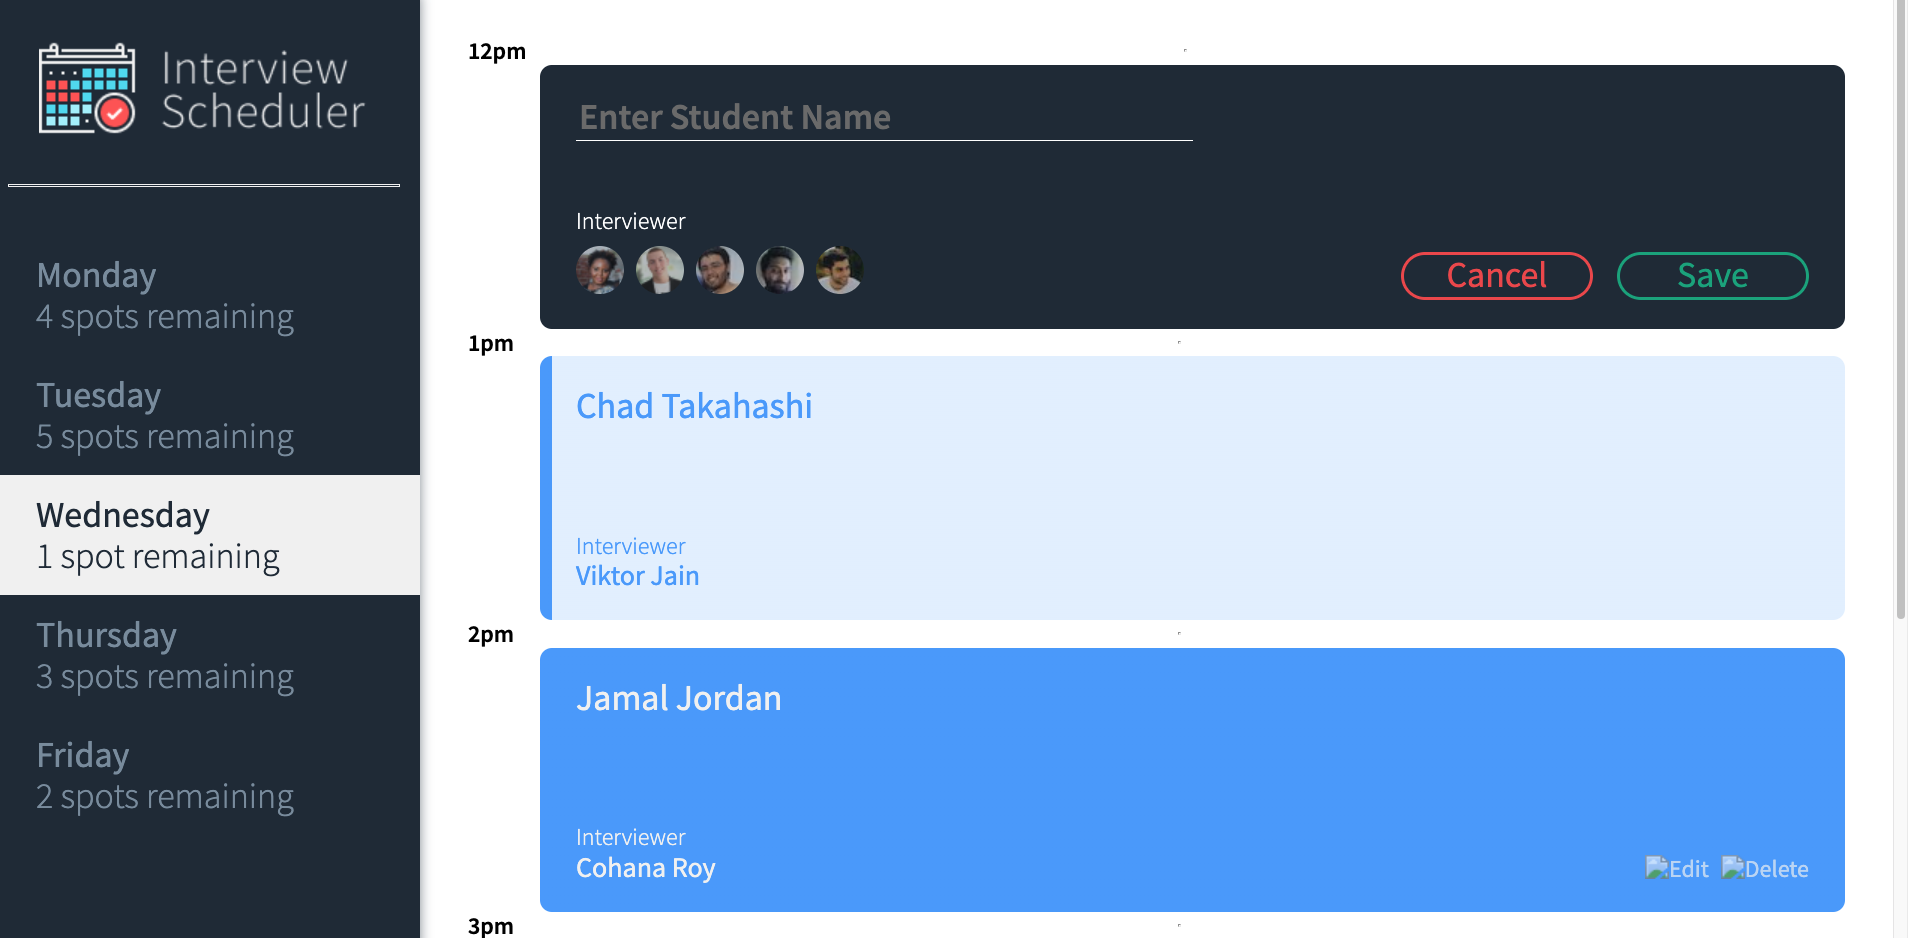 Interview
Scheduler
Monday
4 spots remaining
Tuesday
5 spots remaining
Wednesday
1 spot remaining
Thursday
3 spots remaining
Friday
2 spots remaining
12pm
Enter Student Name
Interviewer
Cancel
Save
1pm
Chad Takahashi
Interviewer
Viktor Jain
2pm
Jamal Jordan
Interviewer
Cohana Roy
Edit
Delete
3pm